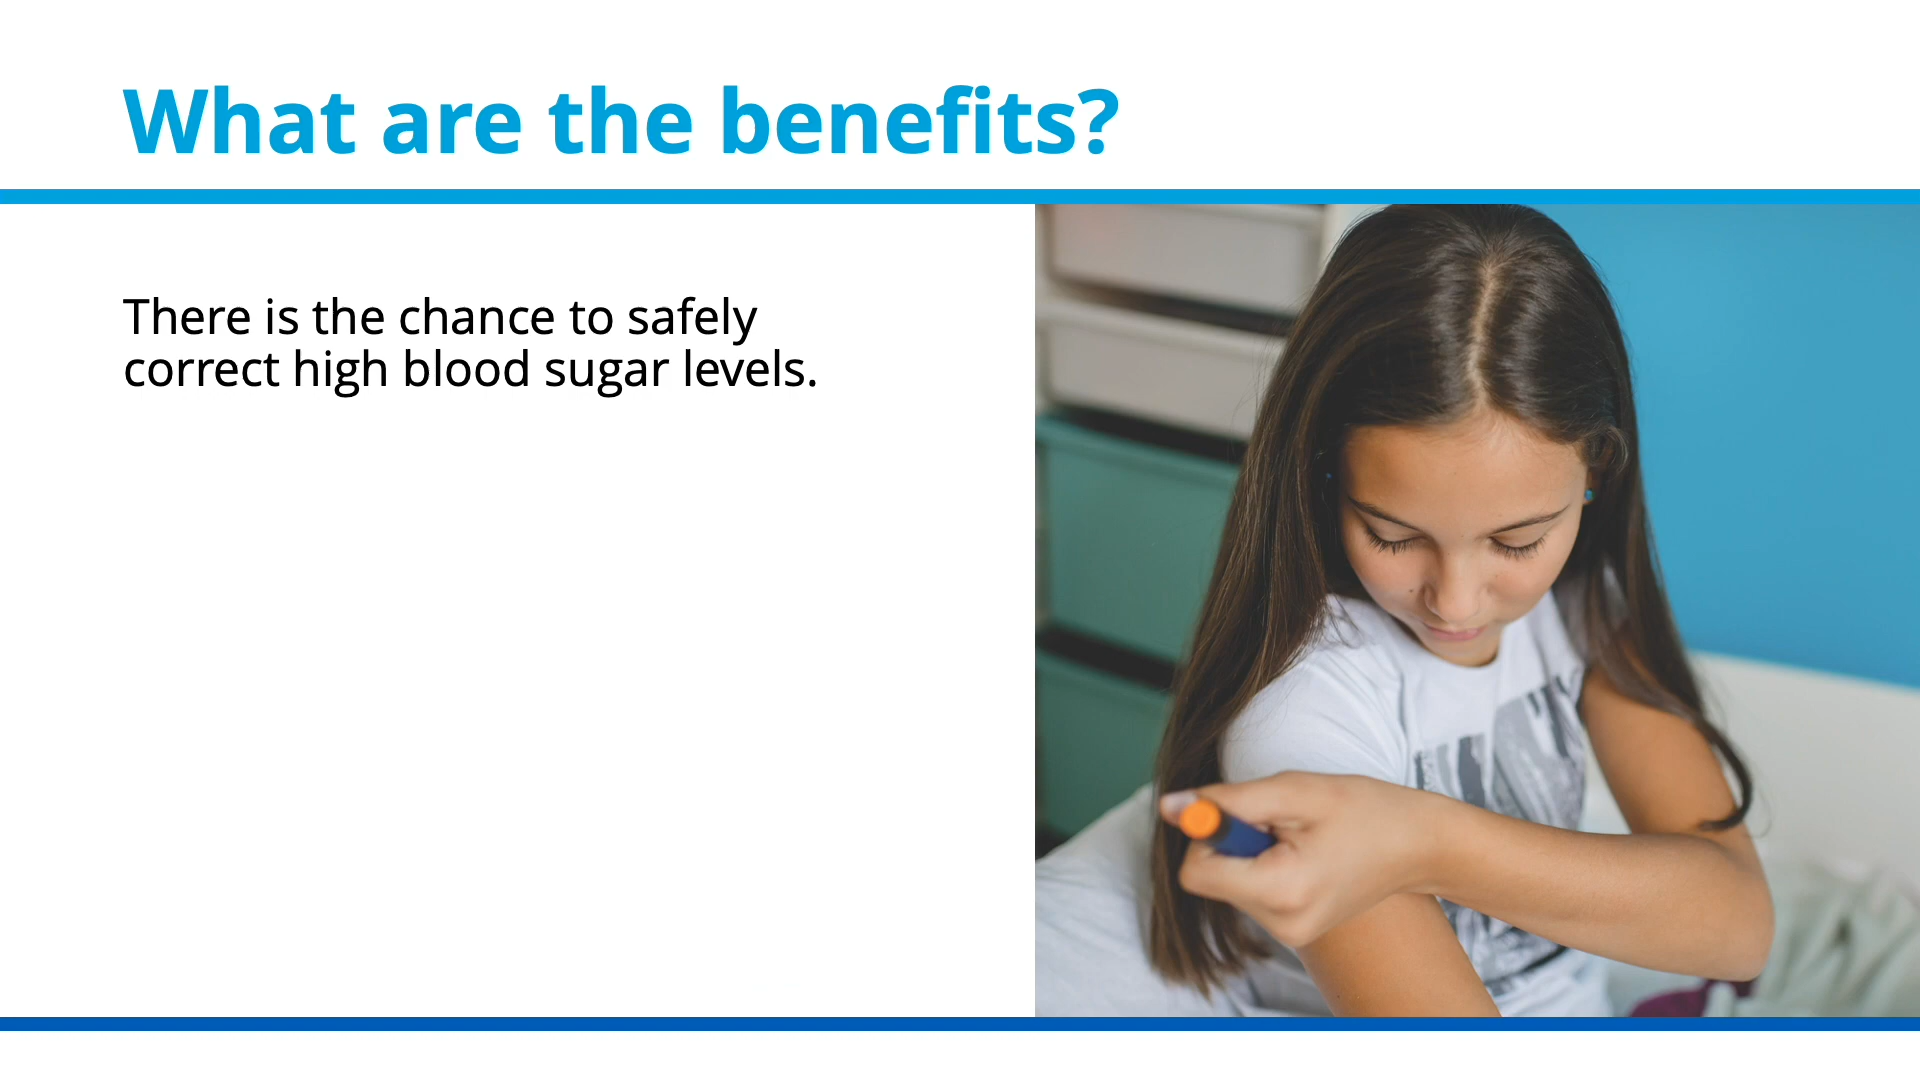 What are the benefits?
There is the chance to safely
correct high blood sugar levels.